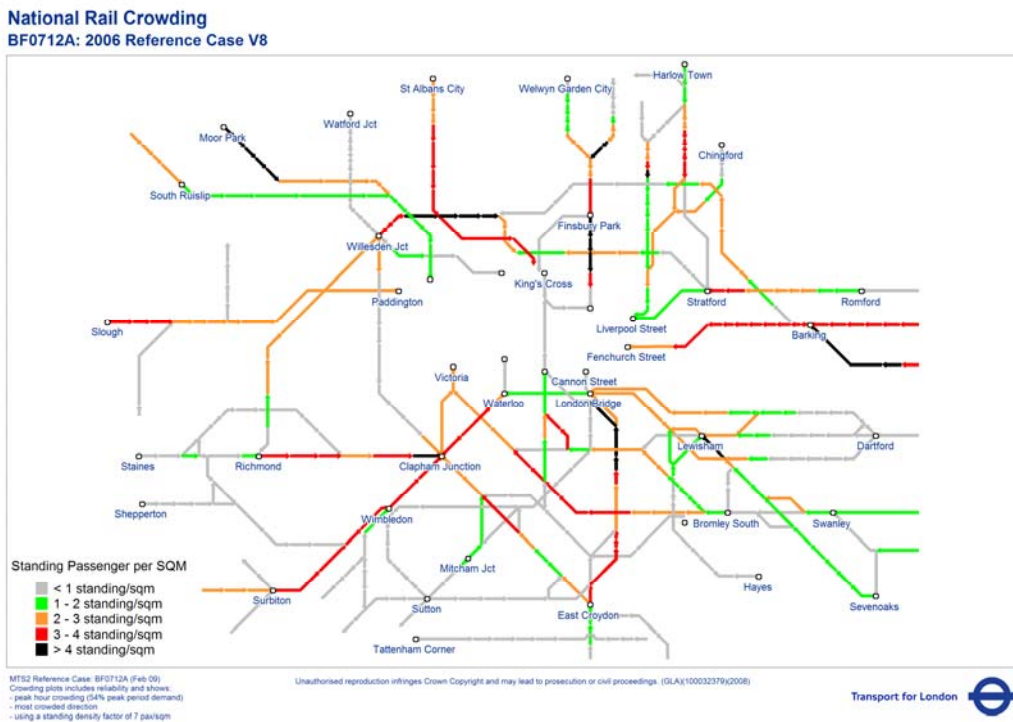 National Rail Crowding
BF0712A: 2006 Reference Case V8
St Albans City
Welwyn Garden City
Harlow Town
Watford Jct
Moor Park
Chingford
South Ruislip
Finsbury Park
Willesden Jct
King's Cross
Paddington
Stratford
Romford
Slough
Liverpool Street
Barking
Fenchurch Street
Victoria
Cannon Street
Waterloo
London Bridge
Lewisham
Dartford
Staines
Richmond
Clapham Junction
Shepperton
Wimbledon
Bromley South
Swanley
Mitcham Jct
Hayes
Surbiton
Sutton
Sevenoaks
East Croydon
Tattenham Corner
Standing Passenger per SQM
< 1 standing/sqm
1 - 2 standing/sqm
2 - 3 standing/sqm
3 - 4 standing/sqm
> 4 standing/sqm
MTS2 Reference Case: BF0712A (Feb 09)
Crowding plots includes reliability and shows:
- peak hour crowding (54% peak period demand)
- most crowded direction
- using a standing density factor of 7 pax/sqm
Unauthorised reproduction infringes Crown Copyright and may lead to prosecution or civil proceedings. (GLA)(100032379)(2008)
Transport for London